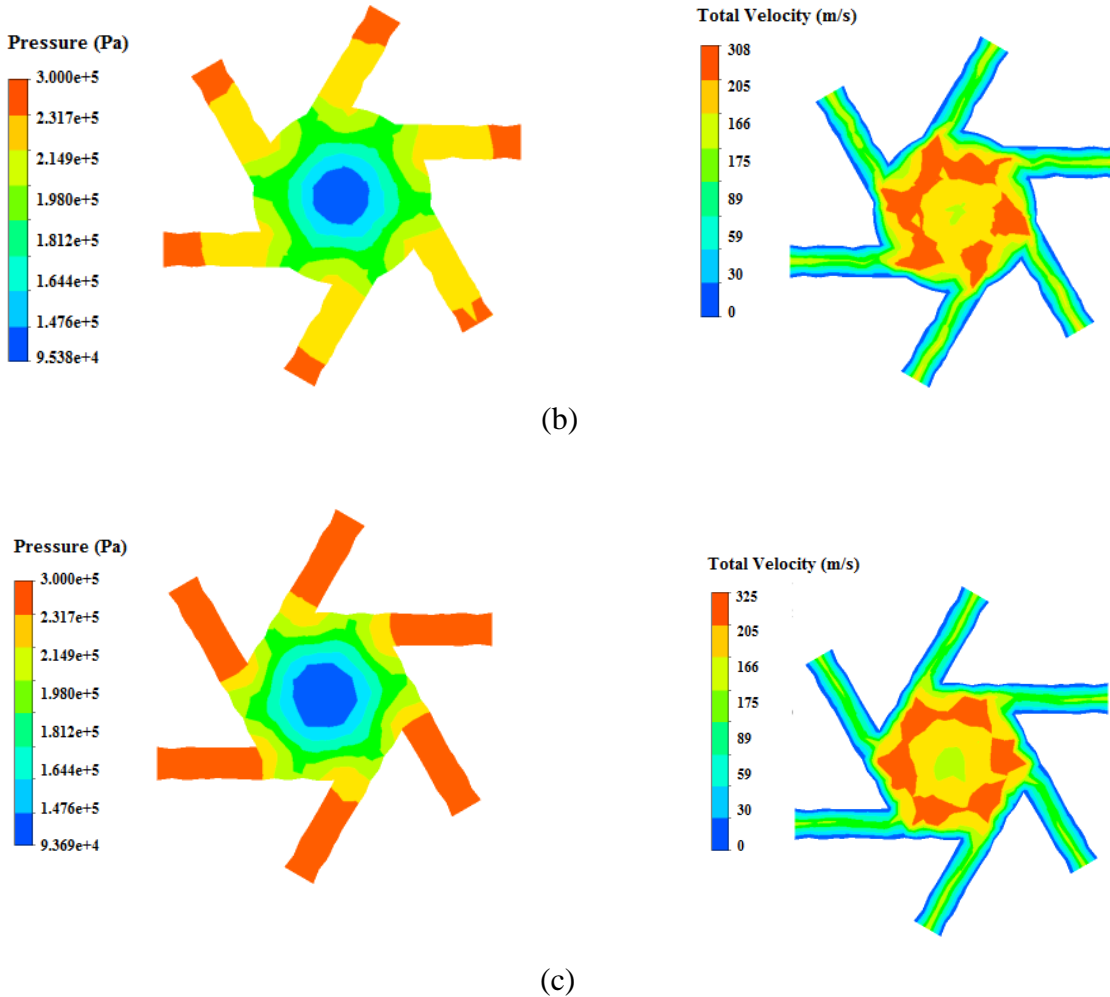 Pressure (Pa)
3.000e+5
2.317e+5
2.149e+5
1.980e+5
1.812e+5
1.644e+5
1.476e+5
9.538e+4
Total Velocity (m/s)
308
205
166
175
89
59
30
0
(b)
Pressure (Pa)
3.000e+5
2.317e+5
2.149e+5
1.980e+5
1.812e+5
1.644e+5
1.476e+5
9.369e+4
Total Velocity (m/s)
325
205
166
175
89
59
30
0
(c)